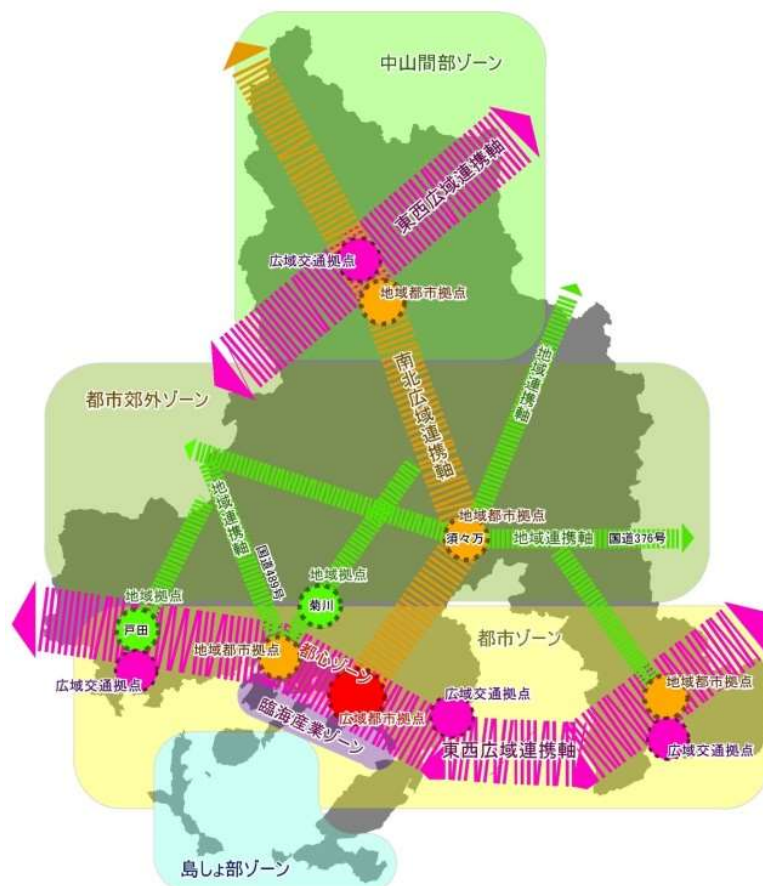 中山間部ゾーン
東西広域連携軸
広域交通拠点
地域都市拠点
地域連携軸
南北広域連携軸
都市郊外ゾーン
地域都市拠点
須々万
地域連携軸
国道376号
地域連携軸
国道489号
地域拠点
菊川
地域拠点
戸田
都市ゾーン
地域都市拠点
都心ゾーン
広域交通拠点
広域交通拠点
地域都市拠点
広域都市拠点
臨海産業ゾーン
東西広域連携軸
広域交通拠点
島しょ部ゾーン